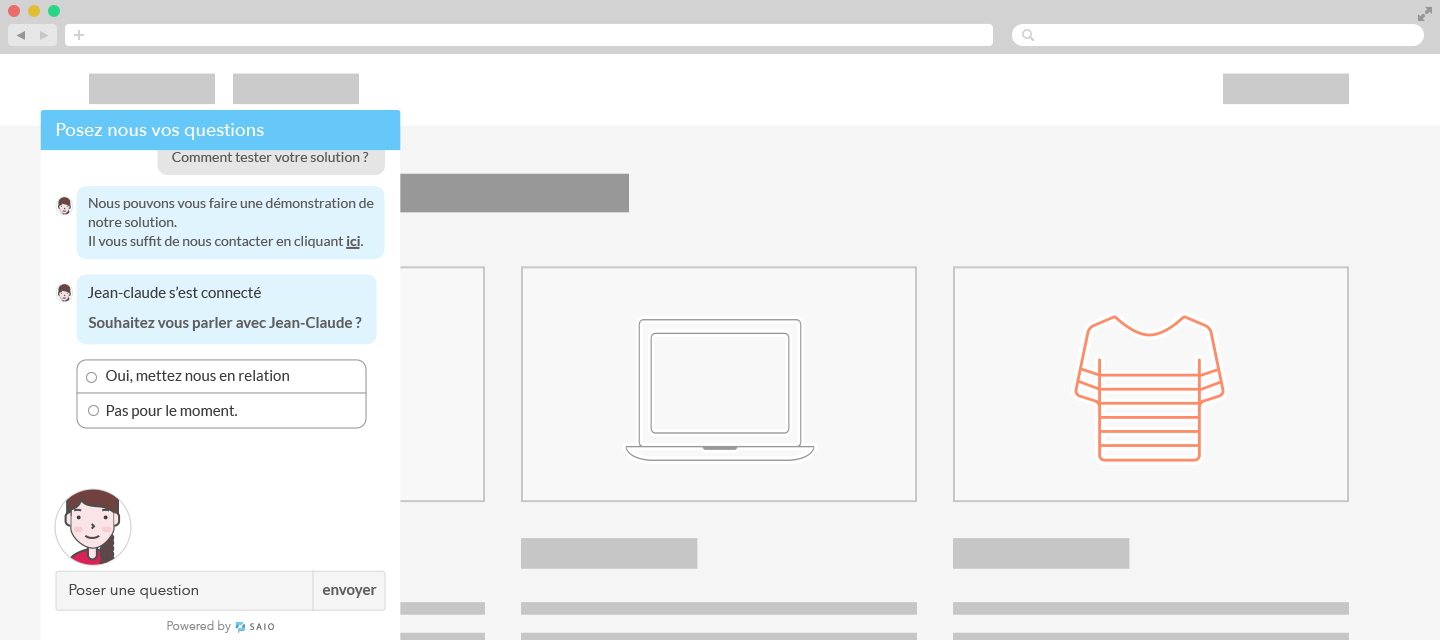 Posez nous vos questions
Comment tester votre solution ?
Nous pouvons vous faire une démonstration de
notre solution.
Il vous suffit de nous contacter en cliquant ici.
Jean-claude s’est connecté
Souhaitez vous parler avec Jean-Claude ?
Oui, mettez nous en relation
Pas pour le moment.
Poser une question
envoyer
Powered by SAIO